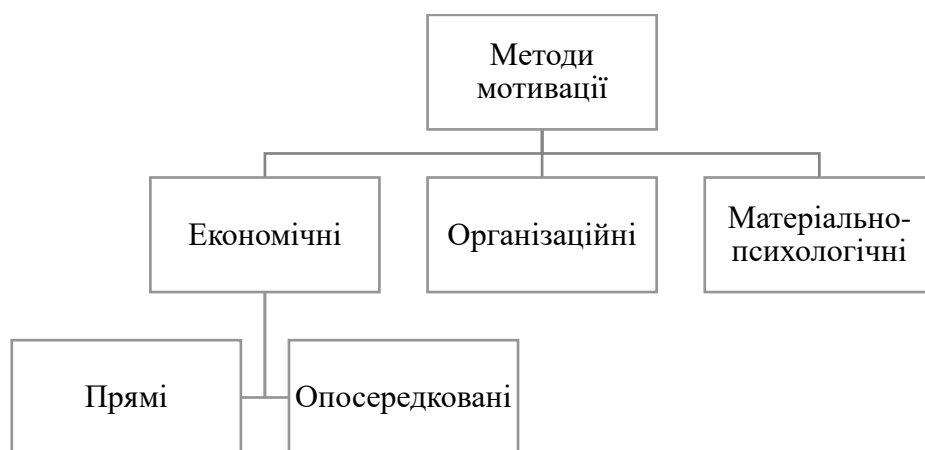 Методи
мотивації
Економічні
Організаційні
Матеріально-
психологічні
Прямі
Опосередковані